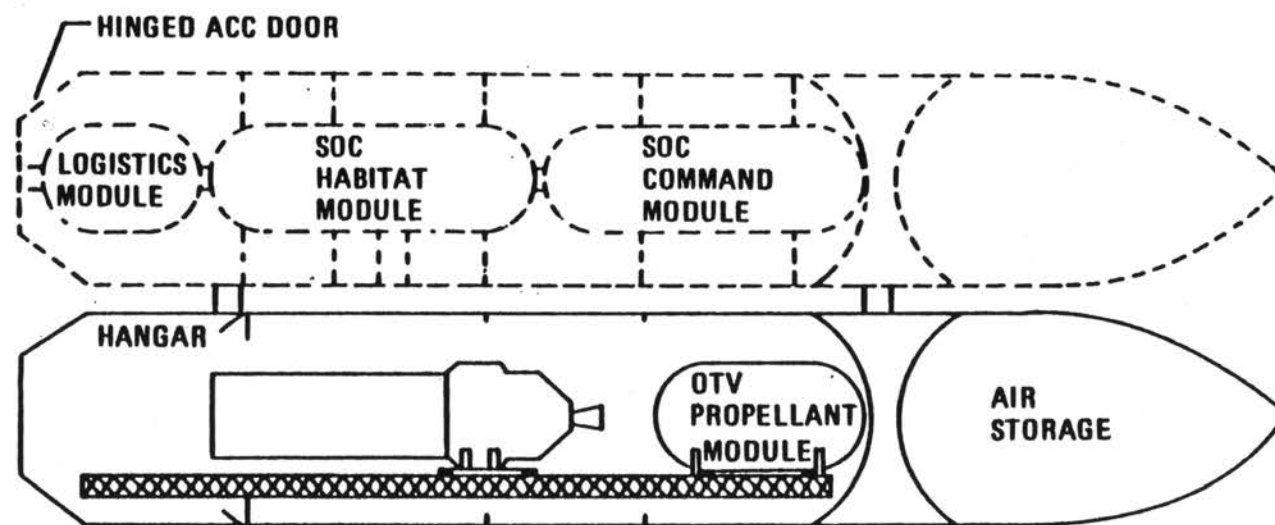 HINGED ACC DOOR
LOGISTICS
MODULE
SOC
HABITAT
MODULE
SOC
COMMAND
MODULE
HANGAR
OTV
PROPELLANT
MODULE
AIR
STORAGE